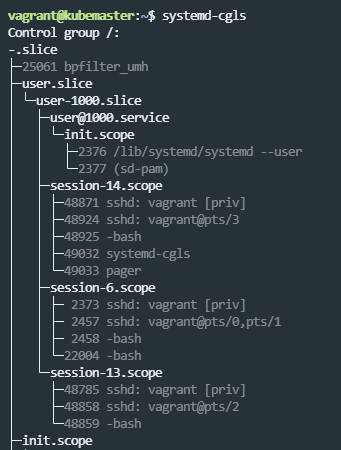 vagrant@kubemaster:~$ systemd-cgls
Control group /:
-.slice
├─25061 bpfilter_umh
├─user.slice
│ └─user-1000.slice
│   ├─user@1000.service
│   │ └─init.scope
│   │   ├─2376 /lib/systemd/systemd --user
│   │   └─2377 (sd-pam)
│   ├─session-14.scope
│   │ ├─48871 sshd: vagrant [priv]
│   │ ├─48924 sshd: vagrant@pts/3
│   │ ├─48925 -bash
│   │ ├─49032 systemd-cgls
│   │ └─49033 pager
│   ├─session-6.scope
│   │ ├─ 2373 sshd: vagrant [priv]
│   │ ├─ 2457 sshd: vagrant@pts/0,pts/1
│   │ ├─ 2458 -bash
│   │ └─22004 -bash
│   └─session-13.scope
│     ├─48785 sshd: vagrant [priv]
│     ├─48858 sshd: vagrant@pts/2
│     └─48859 -bash
├─init.scope